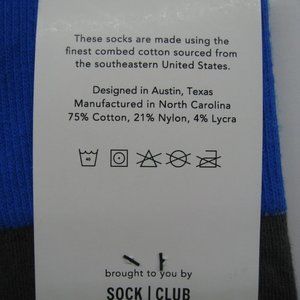 These socks are made using the
finest combed cotton sourced from
the southeastern United States.
Designed in Austin, Texas
Manufactured in North Carolina
75% Cotton, 21% Nylon, 4% Lycra
40
brought to you by
SOCK | CLUB